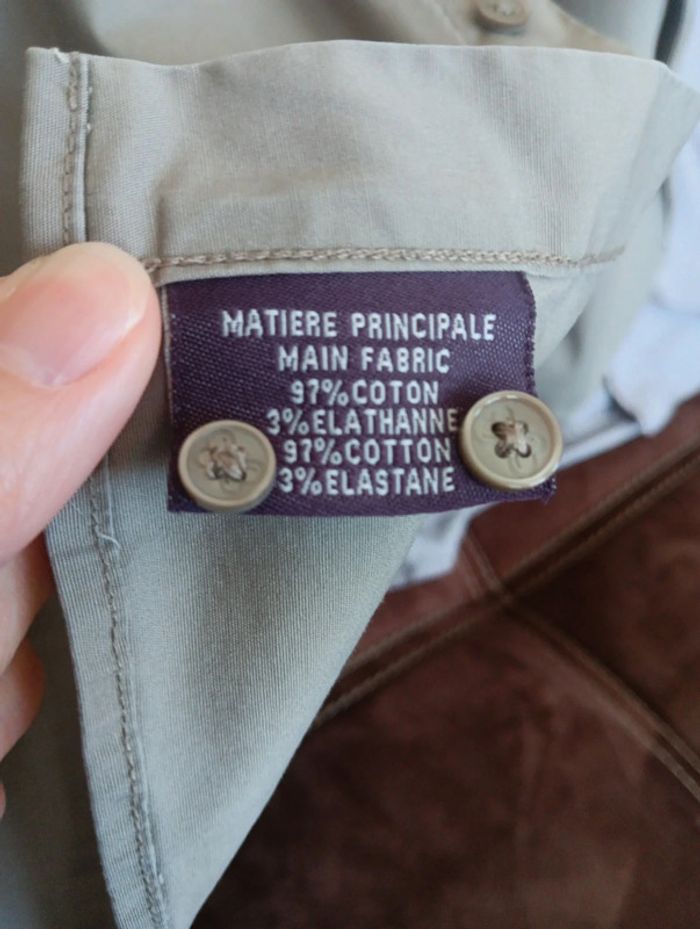 MATIERE PRINCIPALE
MAIN FABRIC
97%COTON
3%ELATHANNE
97%COTTON
3%ELASTANE